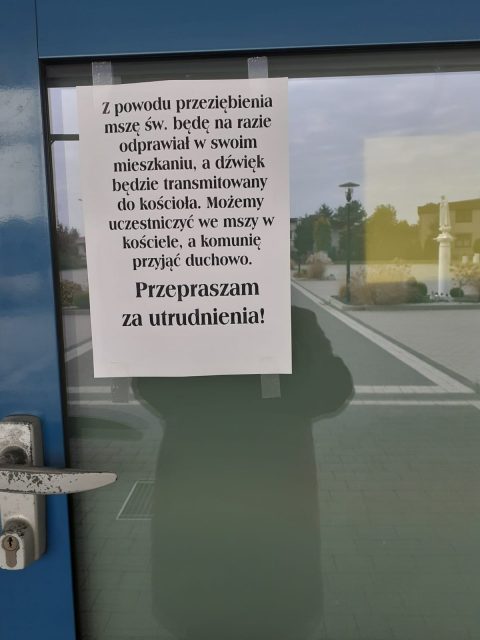 Z powodu przeziębienia
mszę św. będę na razie
odprawiał w swoim
mieszkaniu, a dźwięk
będzie transmitowany
do kościoła. Możemy
uczestniczyć we mszy w
kościele, a komunię
przyjąć duchowo.
Przepraszam
za utrudnienia!